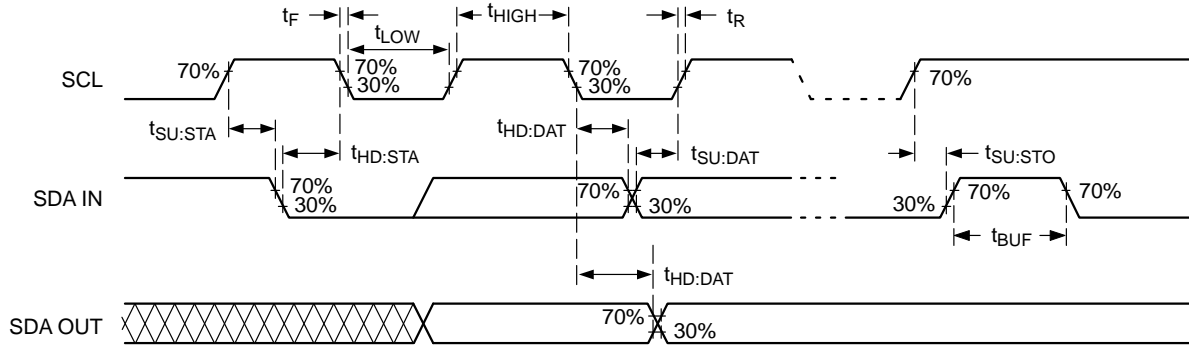 tF
tLOW
tHIGH
tR
SCL
70%
70%
30%
70%
30%
70%
tSU:STA
tHD:STA
tHD:DAT
tSU:DAT
tSU:STO
SDA IN
70%
30%
70%
30%
30%
70%
70%
tBUF
tHD:DAT
SDA OUT
70%
30%